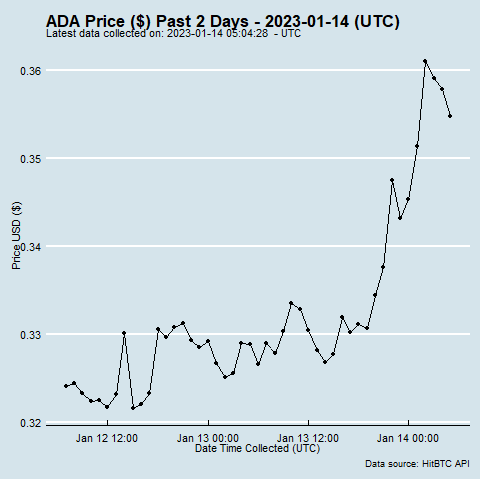 ADA Price ($) Past 2 Days - 2023-01-14 (UTC)
Latest data collected on: 2023-01-14 05:04:28 - UTC
0.36
0.35
0.34
0.33
0.32
Price USD ($)
Jan 12 12:00
Jan 13 00:00
Jan 13 12:00
Jan 14 00:00
Date Time Collected (UTC)
Data source: HitBTC API